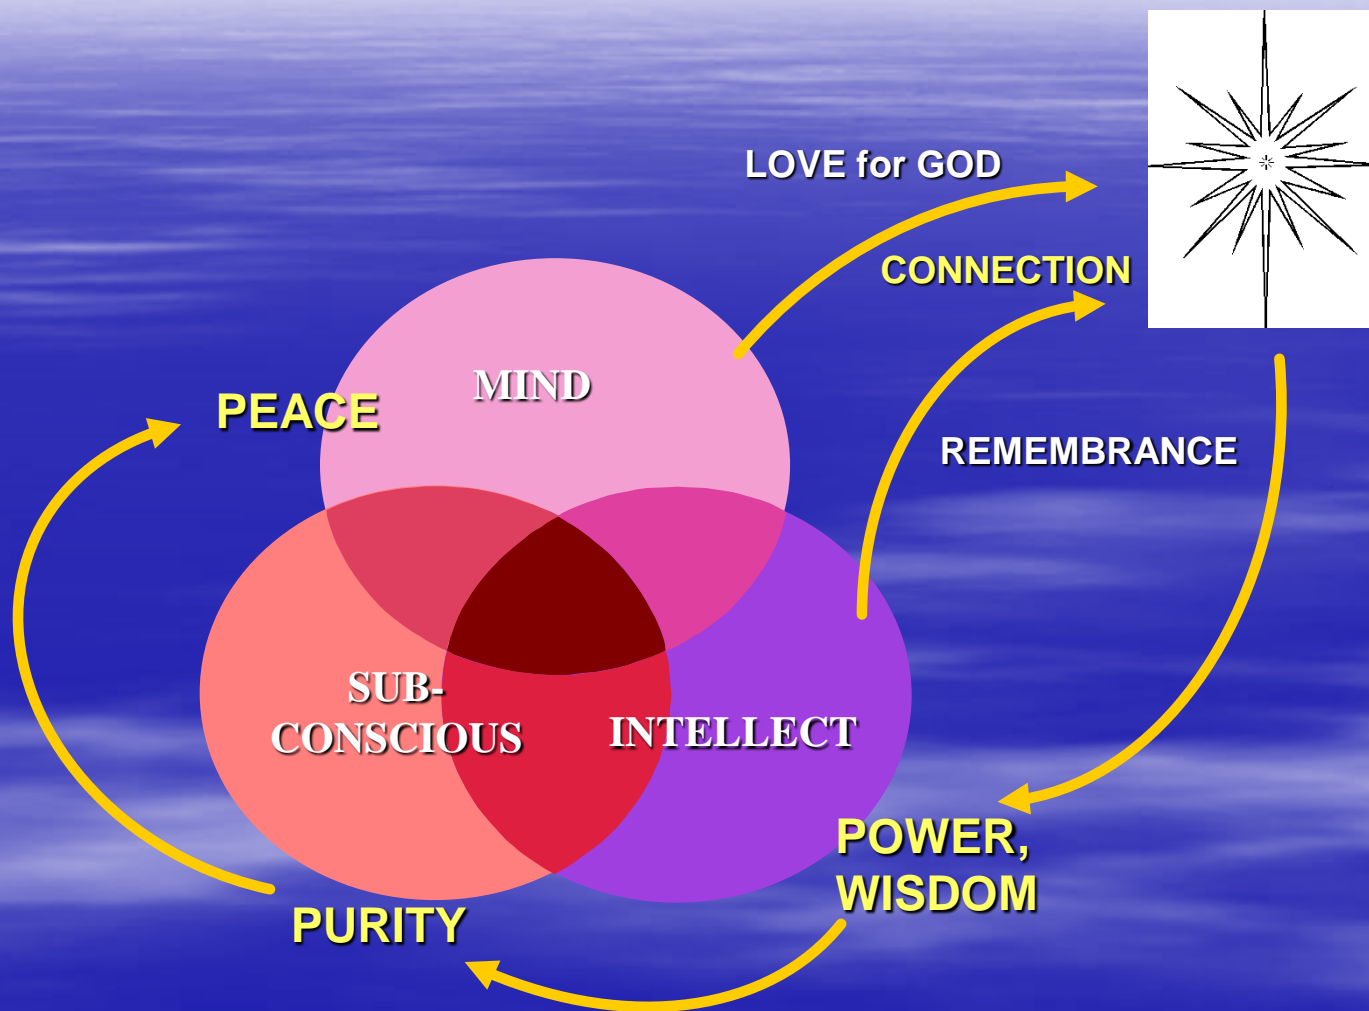 LOVE for GOD
CONNECTION
MIND
PEACE
REMEMBRANCE
SUB-
CONSCIOUS
INTELLECT
POWER,
WISDOM
PURITY